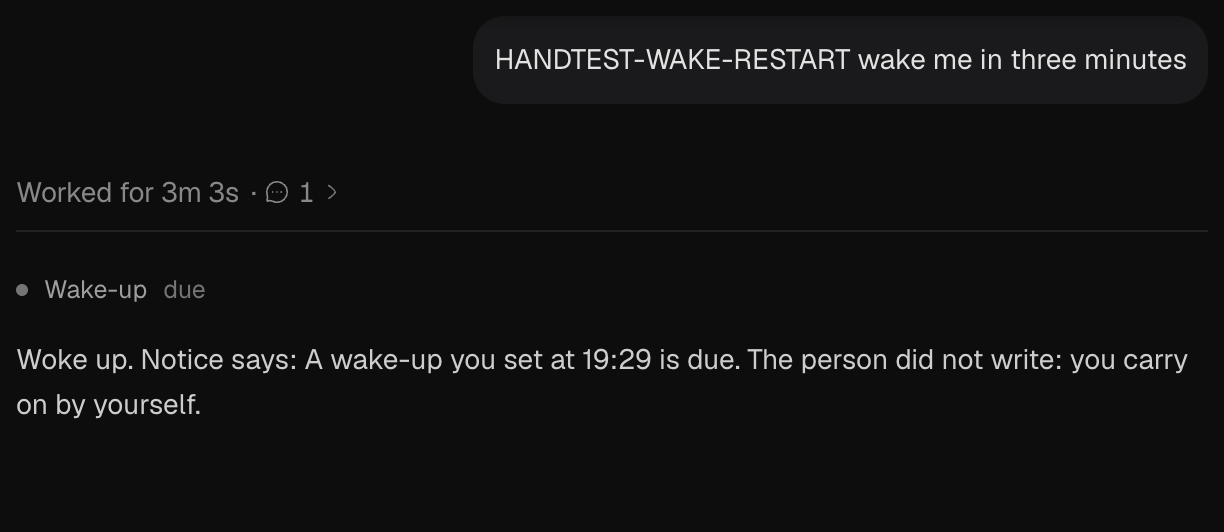 HANDTEST-WAKE-RESTART wake me in three minutes
Worked for 3m 3s · 1
Wake-up due
Woke up. Notice says: A wake-up you set at 19:29 is due. The person did not write: you carry
on by yourself.